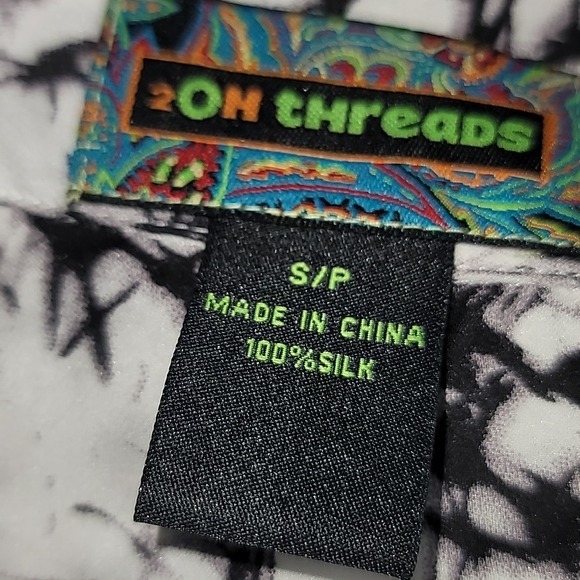 2ON tHReaDS
S/P
MADE IN CHINA
100%SILK